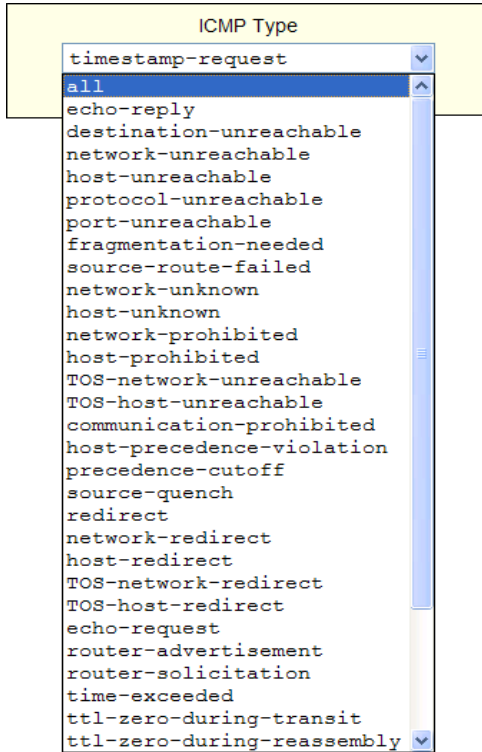 ICMP Type
timestamp-request
all
echo-reply
destination-unreachable
network-unreachable
host-unreachable
protocol-unreachable
port-unreachable
fragmentation-needed
source-route-failed
network-unknown
host-unknown
network-prohibited
host-prohibited
TOS-network-unreachable
TOS-host-unreachable
communication-prohibited
host-precedence-violation
precedence-cutoff
source-quench
redirect
network-redirect
host-redirect
TOS-network-redirect
TOS-host-redirect
echo-request
router-advertisement
router-solicitation
time-exceeded
ttl-zero-during-transit
ttl-zero-during-reassembly